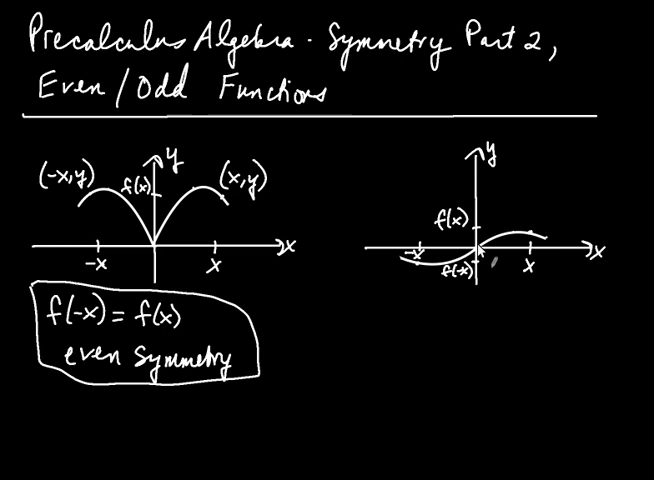 Precalculus Algebra - Symmetry Part 2,
Even / Odd Functions
(-x,y) f(x) y (x,y)
-x x x
f(-x) = f(x)
even symmetry
y
f(x)
-x f(-x) x x